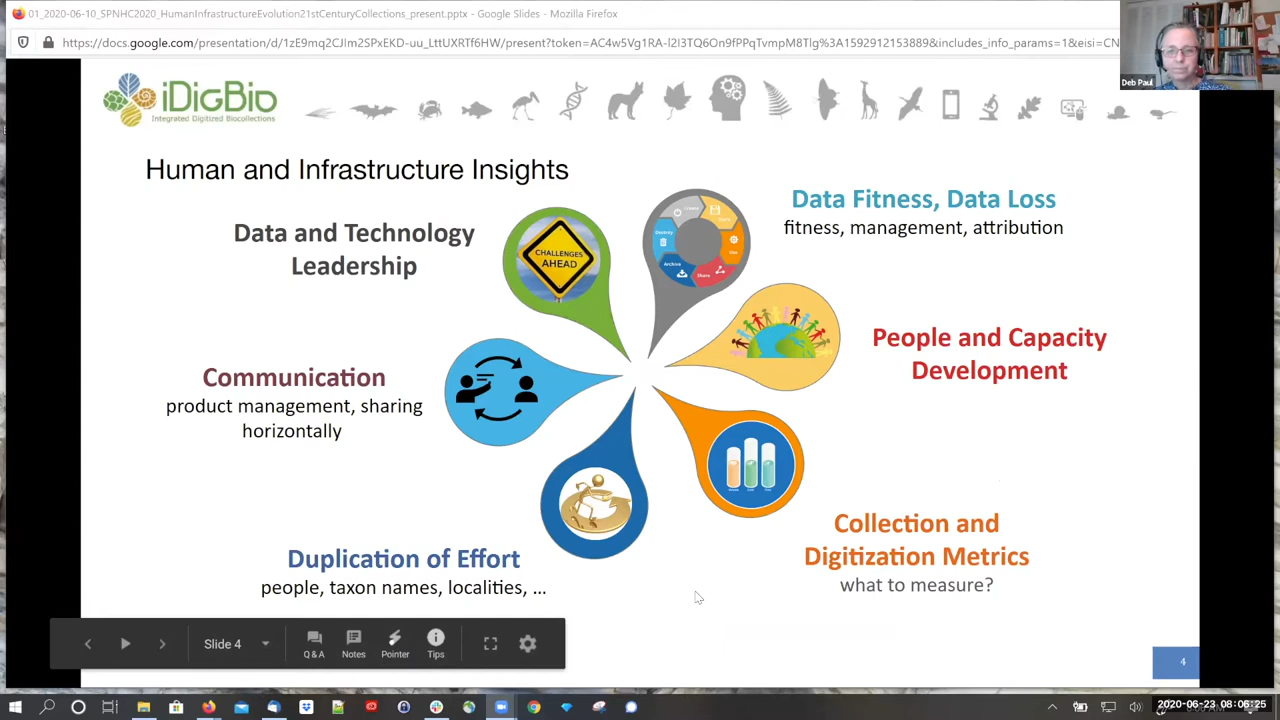 01_2020-06-10_SPNHC2020_HumanInfrastructureEvolution21stCenturyCollections_present.pptx - Google Slides - Mozilla Firefox
Deb Paul
iDigBio
Integrated Digitized Biocollections
Human and Infrastructure Insights
Data Fitness, Data Loss
fitness, management, attribution
Data and Technology
Leadership
CHALLENGES
AHEAD
Archive
Share
People and Capacity
Development
Communication
product management, sharing
horizontally
Collection and
Digitization Metrics
what to measure?
Duplication of Effort
people, taxon names, localities, ...
Slide 4
Q & A
Notes
Pointer
Tips
4
2020-06-23 08:06:25